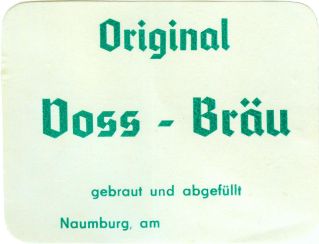 Original
Voss - Bräu
gebraut und abgefüllt
Naumburg, am